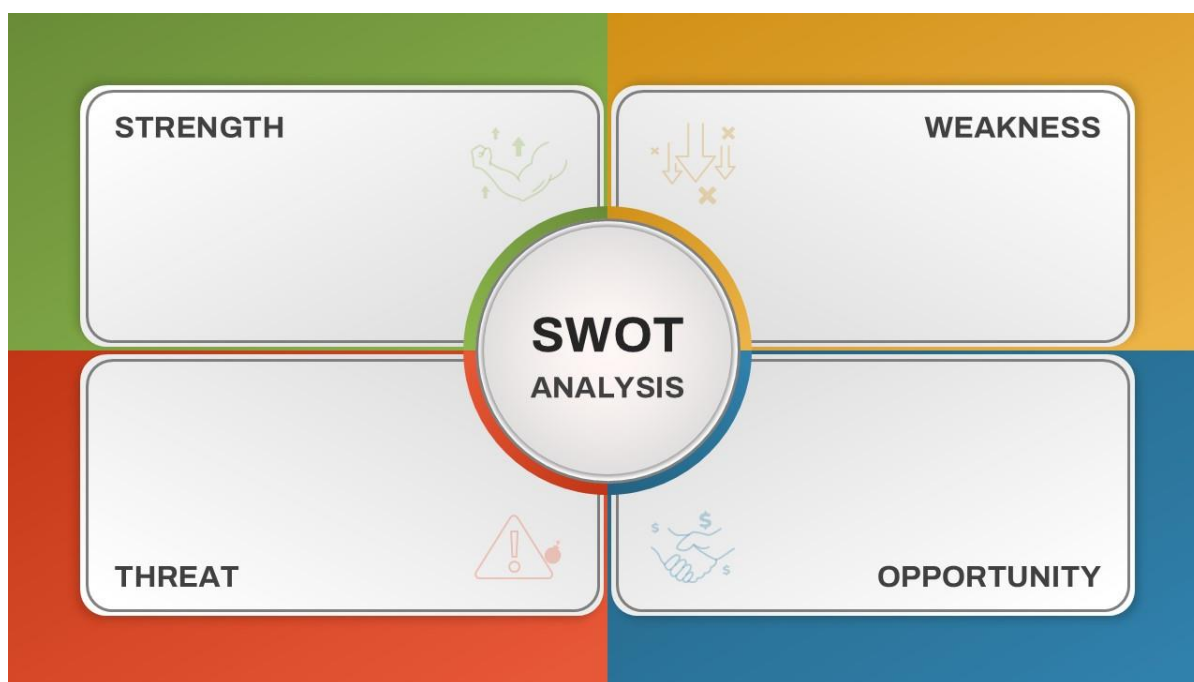 STRENGTH
WEAKNESS
SWOT
ANALYSIS
THREAT
OPPORTUNITY